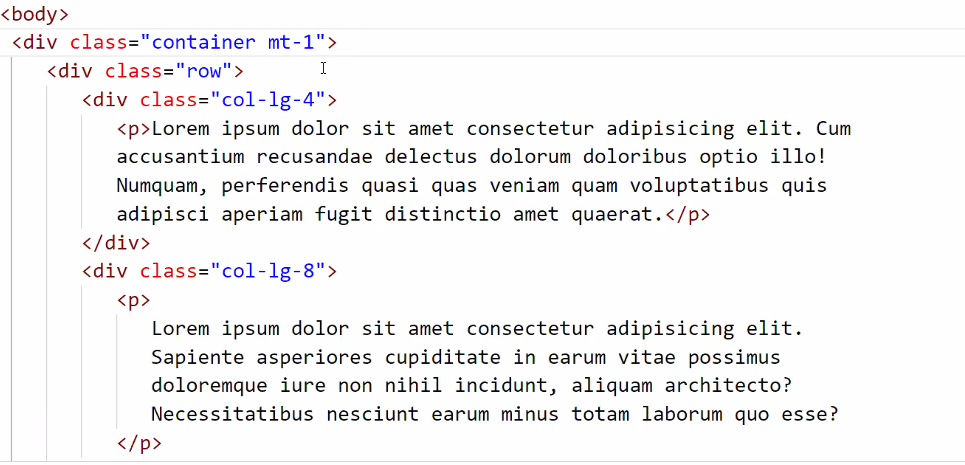 <body>
<div class="container mt-1">
<div class="row">
<div class="col-lg-4">
<p>Lorem ipsum dolor sit amet consectetur adipisicing elit. Cum
accusantium recusandae delectus dolorum doloribus optio illo!
Numquam, perferendis quasi quas veniam quam voluptatibus quis
adipisci aperiam fugit distinctio amet quaerat.</p>
</div>
<div class="col-lg-8">
<p>
Lorem ipsum dolor sit amet consectetur adipisicing elit.
Sapiente asperiores cupiditate in earum vitae possimus
doloremque iure non nihil incidunt, aliquam architecto?
Necessitatibus nesciunt earum minus totam laborum quo esse?
</p>